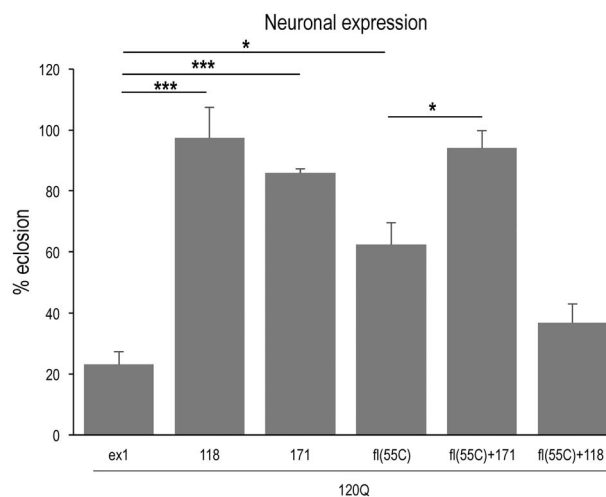 Neuronal expression
*
***
***
*
% eclosion
120
100
80
60
40
20
0
ex1 118 171 fl(55C) fl(55C)+171 fl(55C)+118
120Q